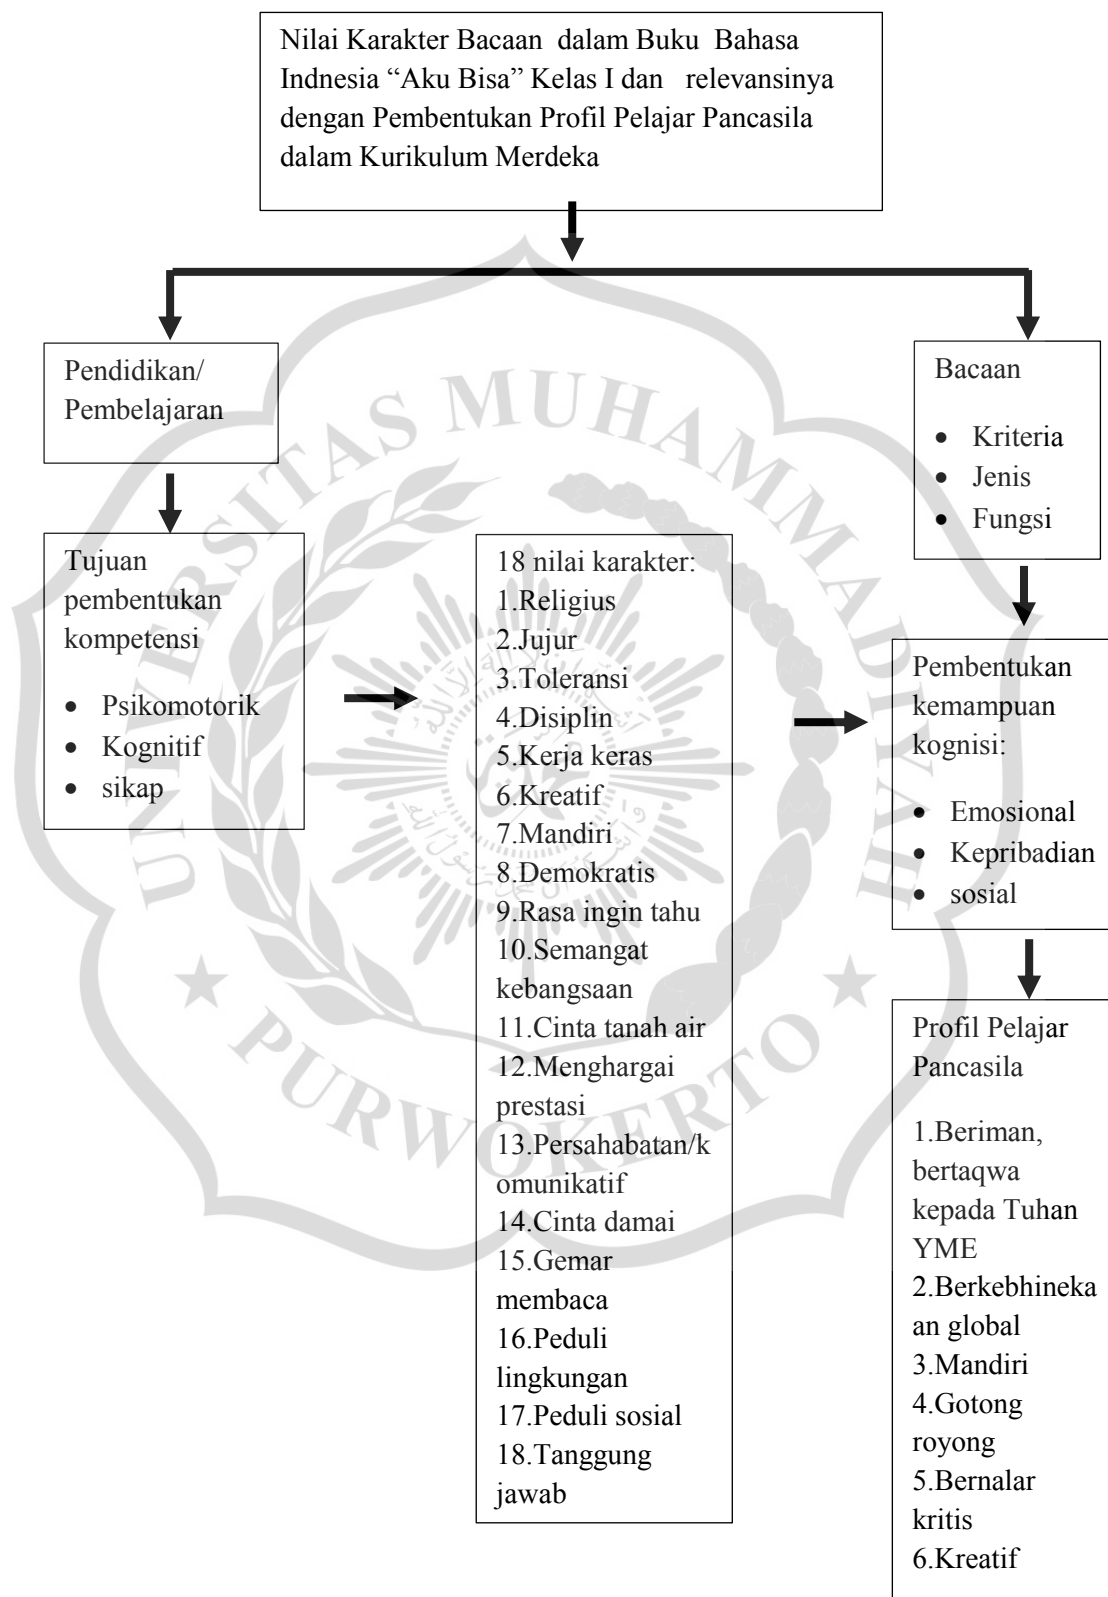 Nilai Karakter Bacaan  dalam Buku  Bahasa
Indnesia “Aku Bisa” Kelas I dan   relevansinya
dengan Pembentukan Profil Pelajar Pancasila
dalam Kurikulum Merdeka
Pendidikan/
Pembelajaran
Bacaan
• Kriteria
• Jenis
• Fungsi
Tujuan
pembentukan
kompetensi
• Psikomotorik
• Kognitif
• sikap
18 nilai karakter:
1.Religius
2.Jujur
3.Toleransi
4.Disiplin
5.Kerja keras
6.Kreatif
7.Mandiri
8.Demokratis
9.Rasa ingin tahu
10.Semangat
kebangsaan
11.Cinta tanah air
12.Menghargai
prestasi
13.Persahabatan/k
omunikatif
14.Cinta damai
15.Gemar
membaca
16.Peduli
lingkungan
17.Peduli sosial
18.Tanggung
jawab
Pembentukan
kemampuan
kognisi:
• Emosional
• Kepribadian
• sosial
Profil Pelajar
Pancasila
1.Beriman,
bertaqwa
kepada Tuhan
YME
2.Berkebhineka
an global
3.Mandiri
4.Gotong
royong
5.Bernalar
kritis
6.Kreatif
UNIVERSITAS MUHAMMADIYAH
PURWOKERTO